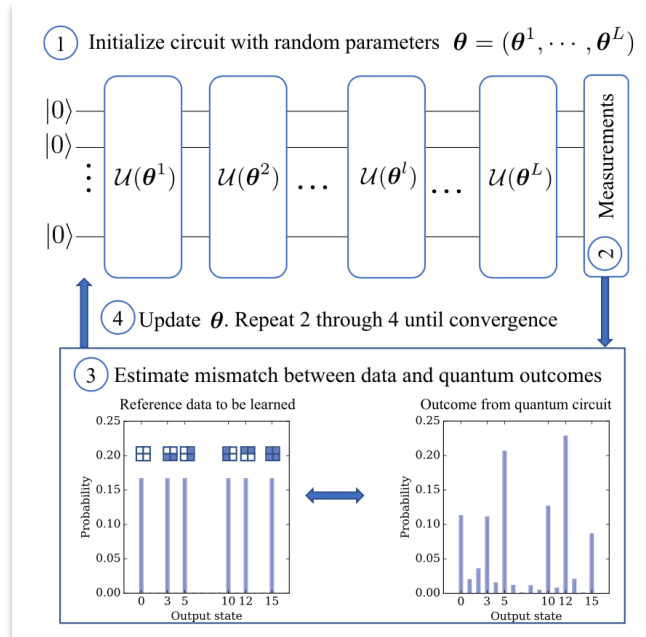 1 Initialize circuit with random parameters θ = (θ¹, ⋯ , θᴸ)
|0⟩
|0⟩
⋮
|0⟩
𝒰(θ¹) 𝒰(θ²) ... 𝒰(θˡ) ... 𝒰(θᴸ)
2 Measurements
4 Update θ. Repeat 2 through 4 until convergence
3 Estimate mismatch between data and quantum outcomes
Reference data to be learned
0.25
0.20
0.15
0.10
0.05
0.00
Probability
0 3 5 10 12 15
Output state
Outcome from quantum circuit
0.25
0.20
0.15
0.10
0.05
0.00
Probability
0 3 5 10 12 15
Output state